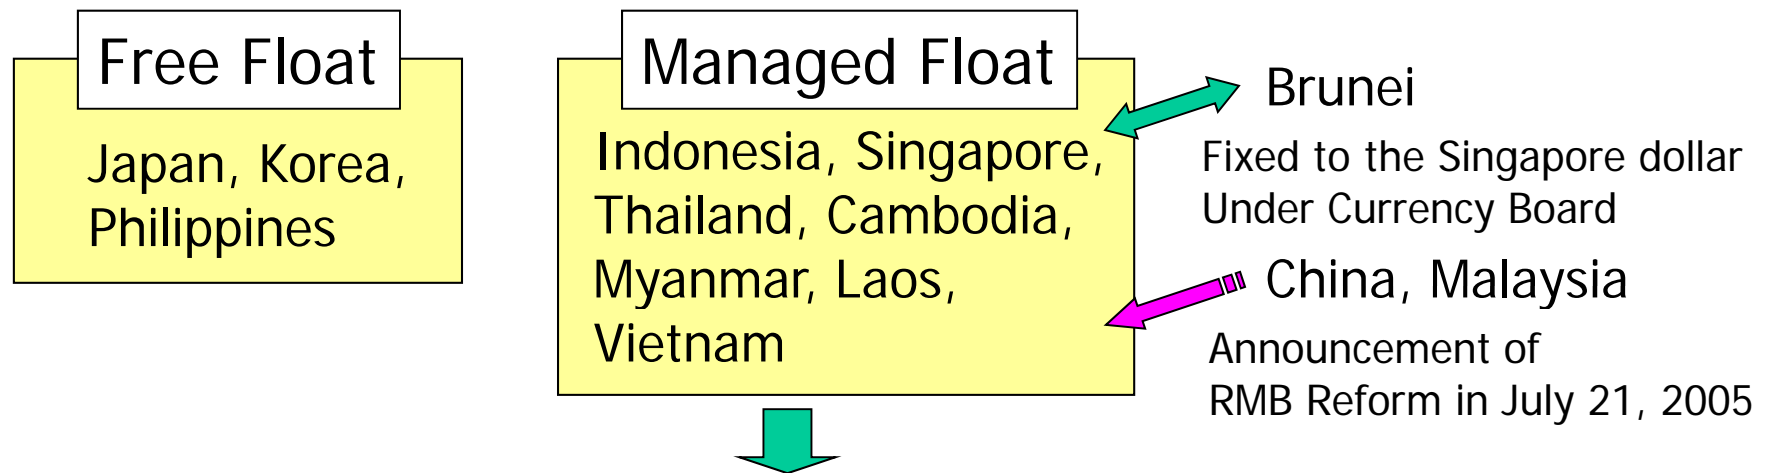 Free Float
Japan, Korea,
Philippines
Managed Float
Indonesia, Singapore,
Thailand, Cambodia,
Myanmar, Laos,
Vietnam
Brunei
Fixed to the Singapore dollar
Under Currency Board
China, Malaysia
Announcement of
RMB Reform in July 21, 2005